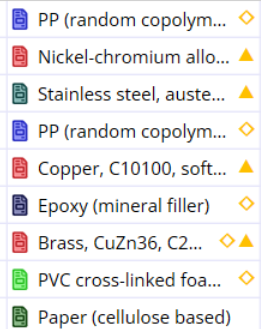 PP (random copolym...
Nickel-chromium allo...
Stainless steel, auste...
PP (random copolym...
Copper, C10100, soft...
Epoxy (mineral filler)
Brass, CuZn36, C2...
PVC cross-linked foa...
Paper (cellulose based)